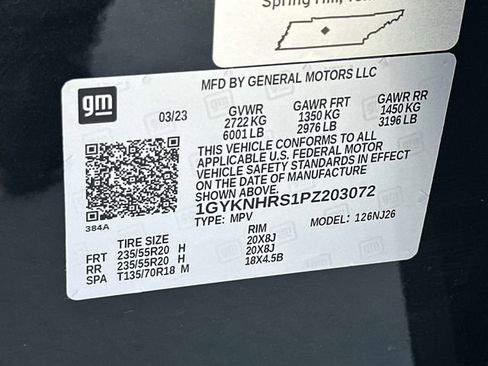 Spring Hill,
MFD BY GENERAL MOTORS LLC
gm
03/23
GVWR
2722 KG
6001 LB
GAWR FRT
1350 KG
2976 LB
GAWR RR
1450 KG
3196 LB
THIS VEHICLE CONFORMS TO ALL
APPLICABLE U.S. FEDERAL MOTOR
VEHICLE SAFETY STANDARDS IN EFFECT
ON THE DATE OF MANUFACTURE
SHOWN ABOVE.
1GYKNHRS1PZ203072
TYPE: MPV
MODEL: 126NJ26
384A
TIRE SIZE RIM
FRT 235/55R20 H 20X8J
RR 235/55R20 H 20X8J
SPA T135/70R18 M 18X4.5B